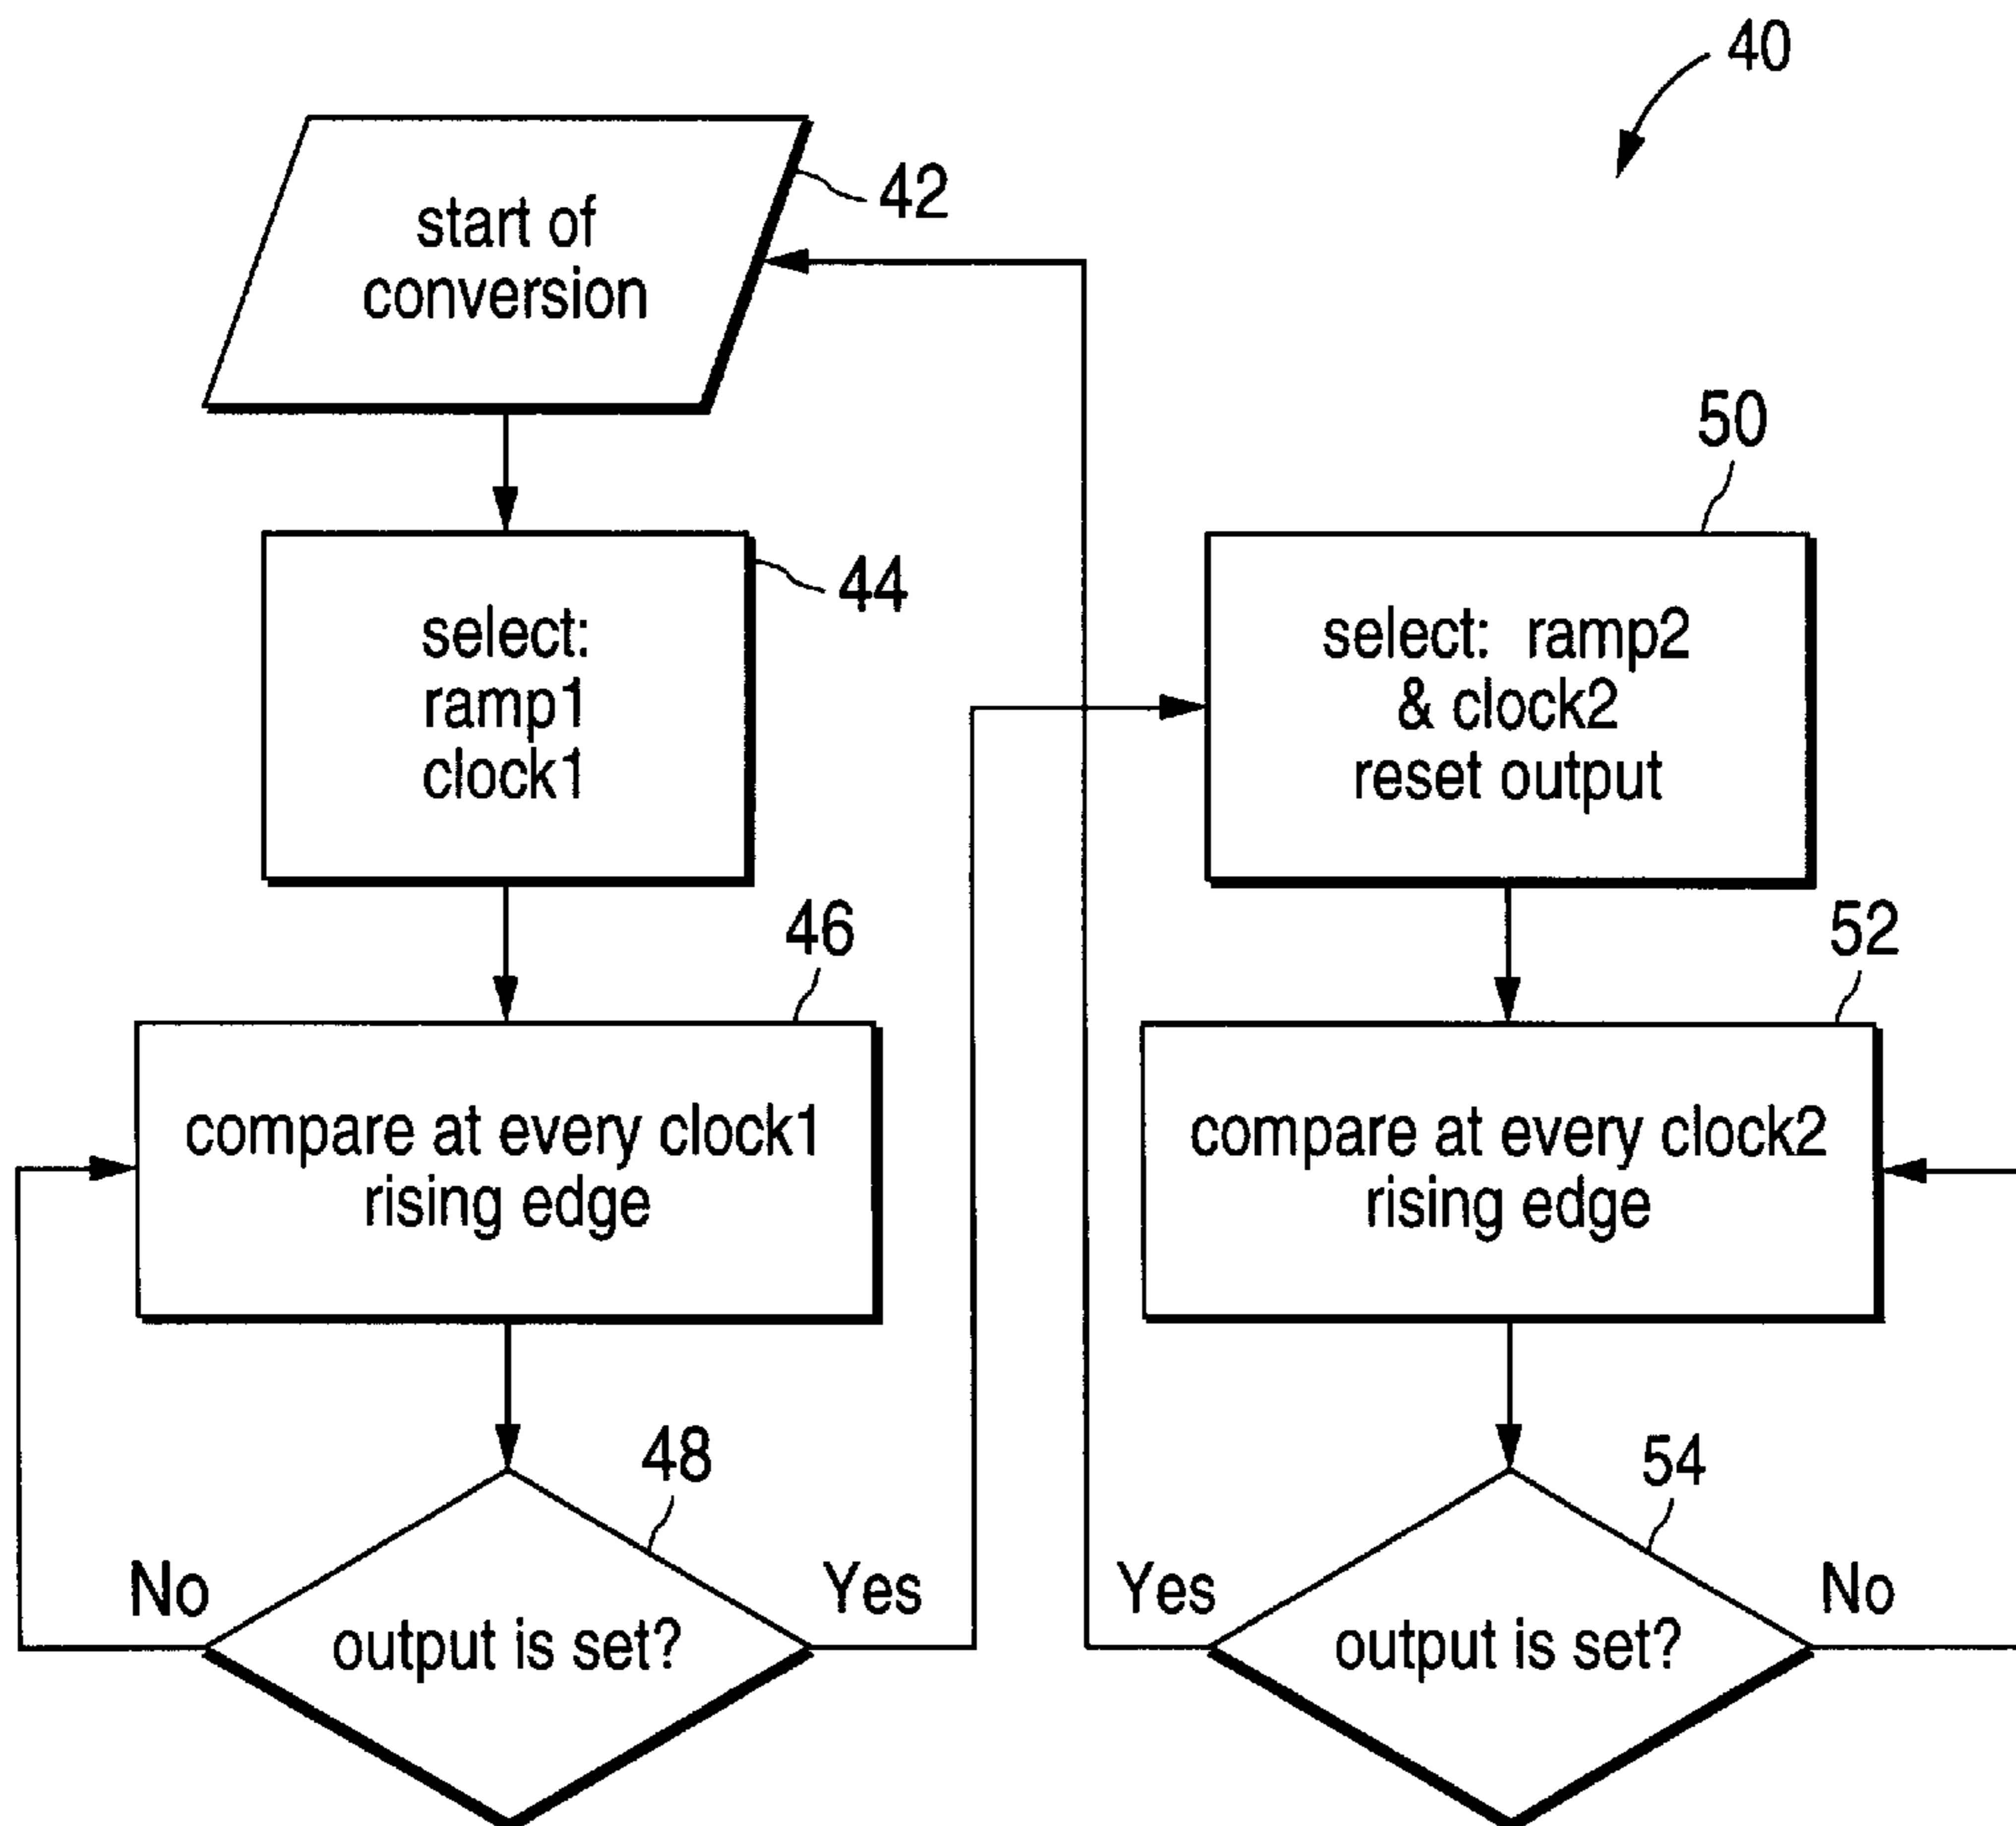 40
42
start of
conversion
44
select:
ramp1
clock1
46
compare at every clock1
rising edge
48
No
output is set?
Yes
50
select: ramp2
& clock2
reset output
52
compare at every clock2
rising edge
54
Yes
output is set?
No